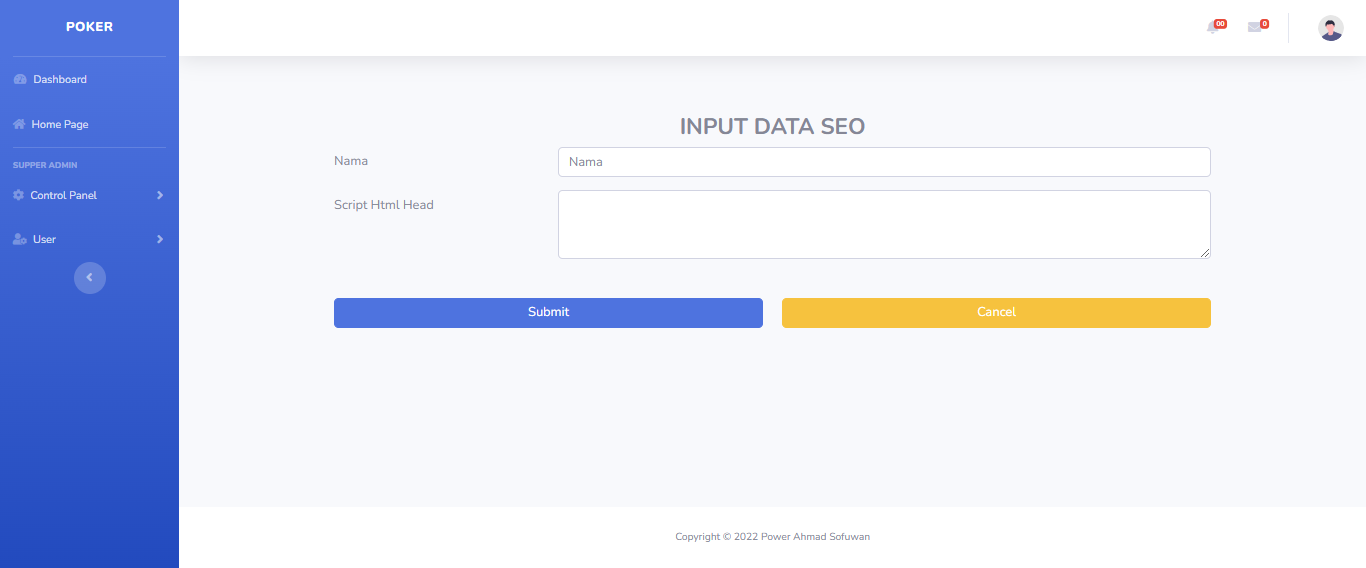 POKER
00
0
Dashboard
Home Page
SUPPER ADMIN
Control Panel
User
INPUT DATA SEO
Nama
Nama
Script Html Head
Submit
Cancel
Copyright © 2022 Power Ahmad Sofuwan